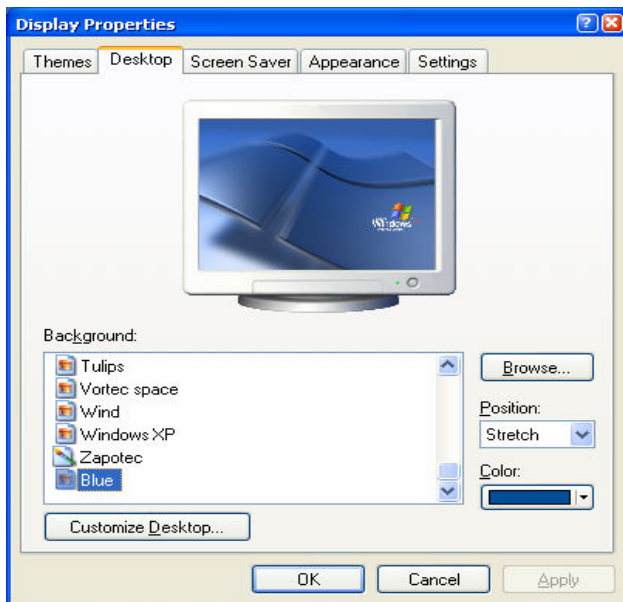 Display Properties
Themes Desktop Screen Saver Appearance Settings
Windows
Background:
Tulips
Vortec space
Wind
Windows XP
Zapotec
Blue
Browse...
Position:
Stretch
Color:
Customize Desktop...
OK Cancel Apply